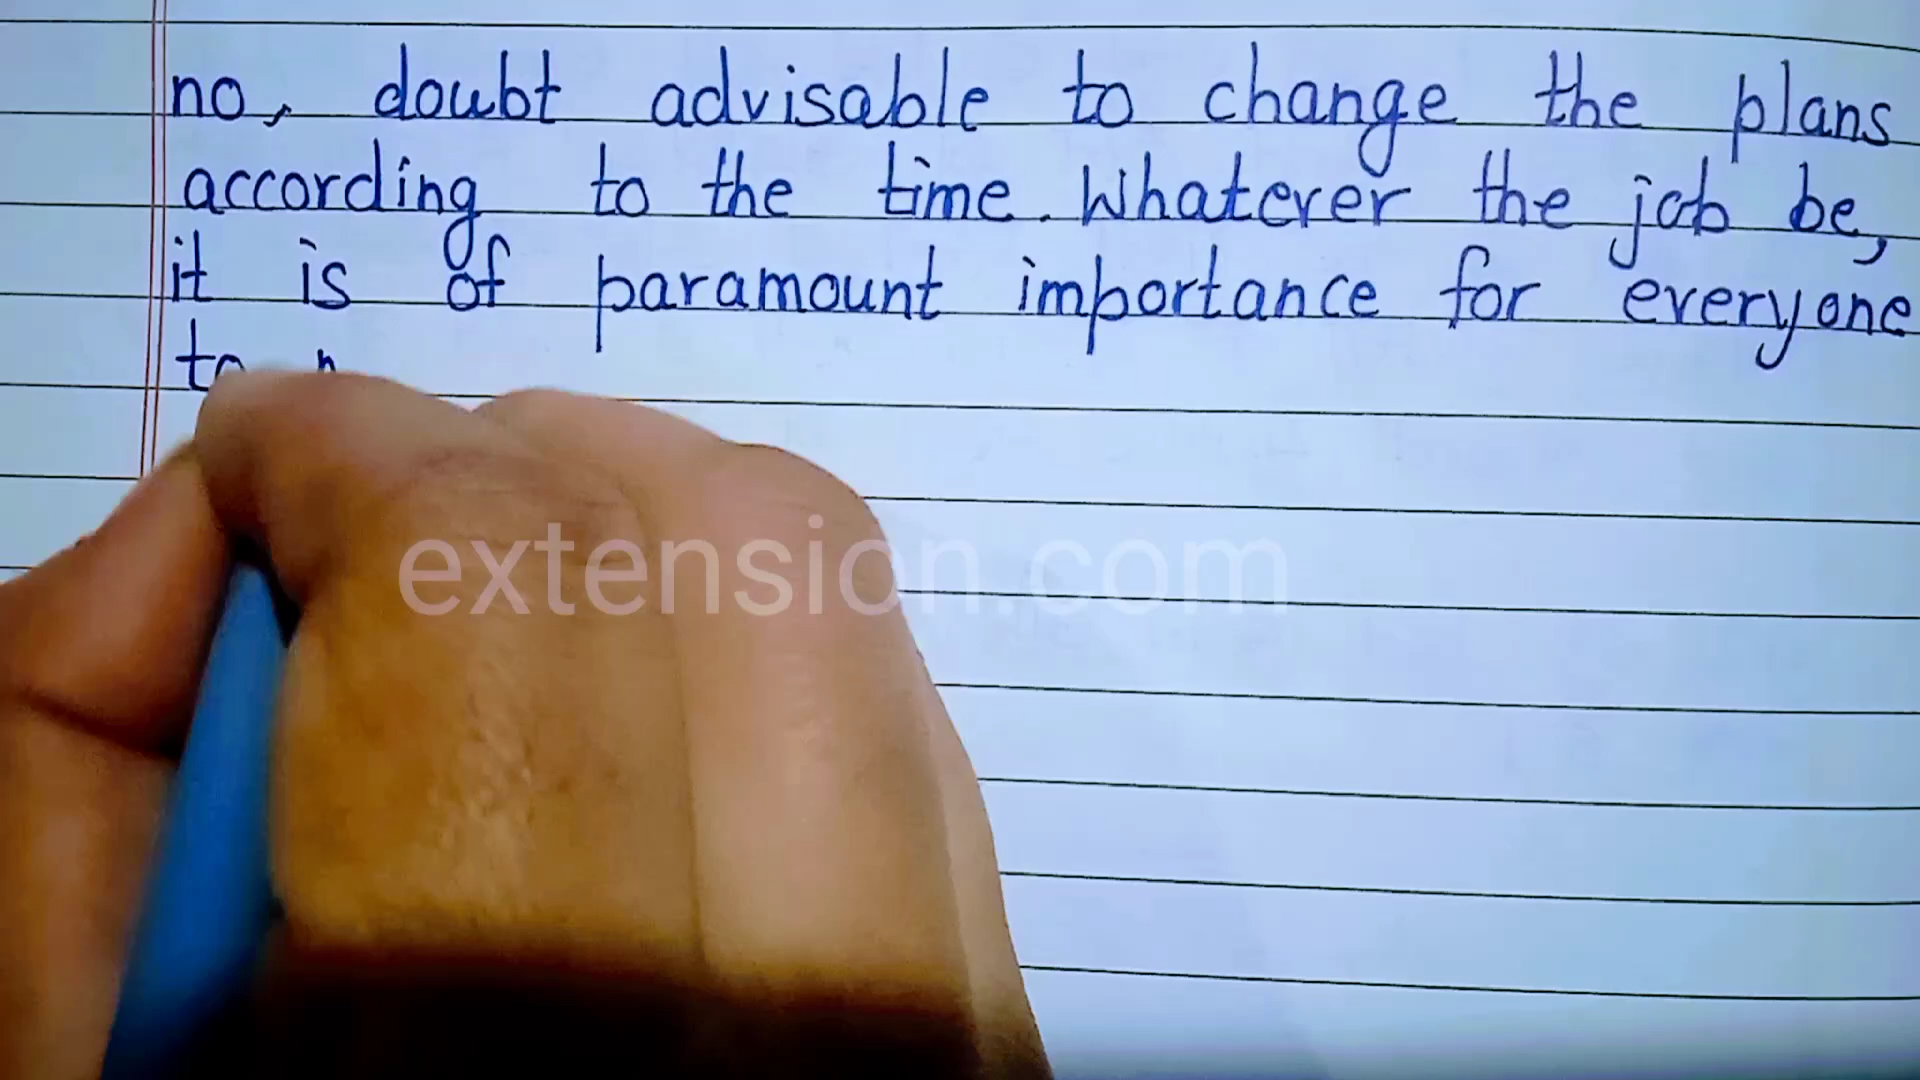 no, doubt advisable to change the plans
according to the time. Whatever the job be,
it is of paramount importance for everyone
to
extension.com